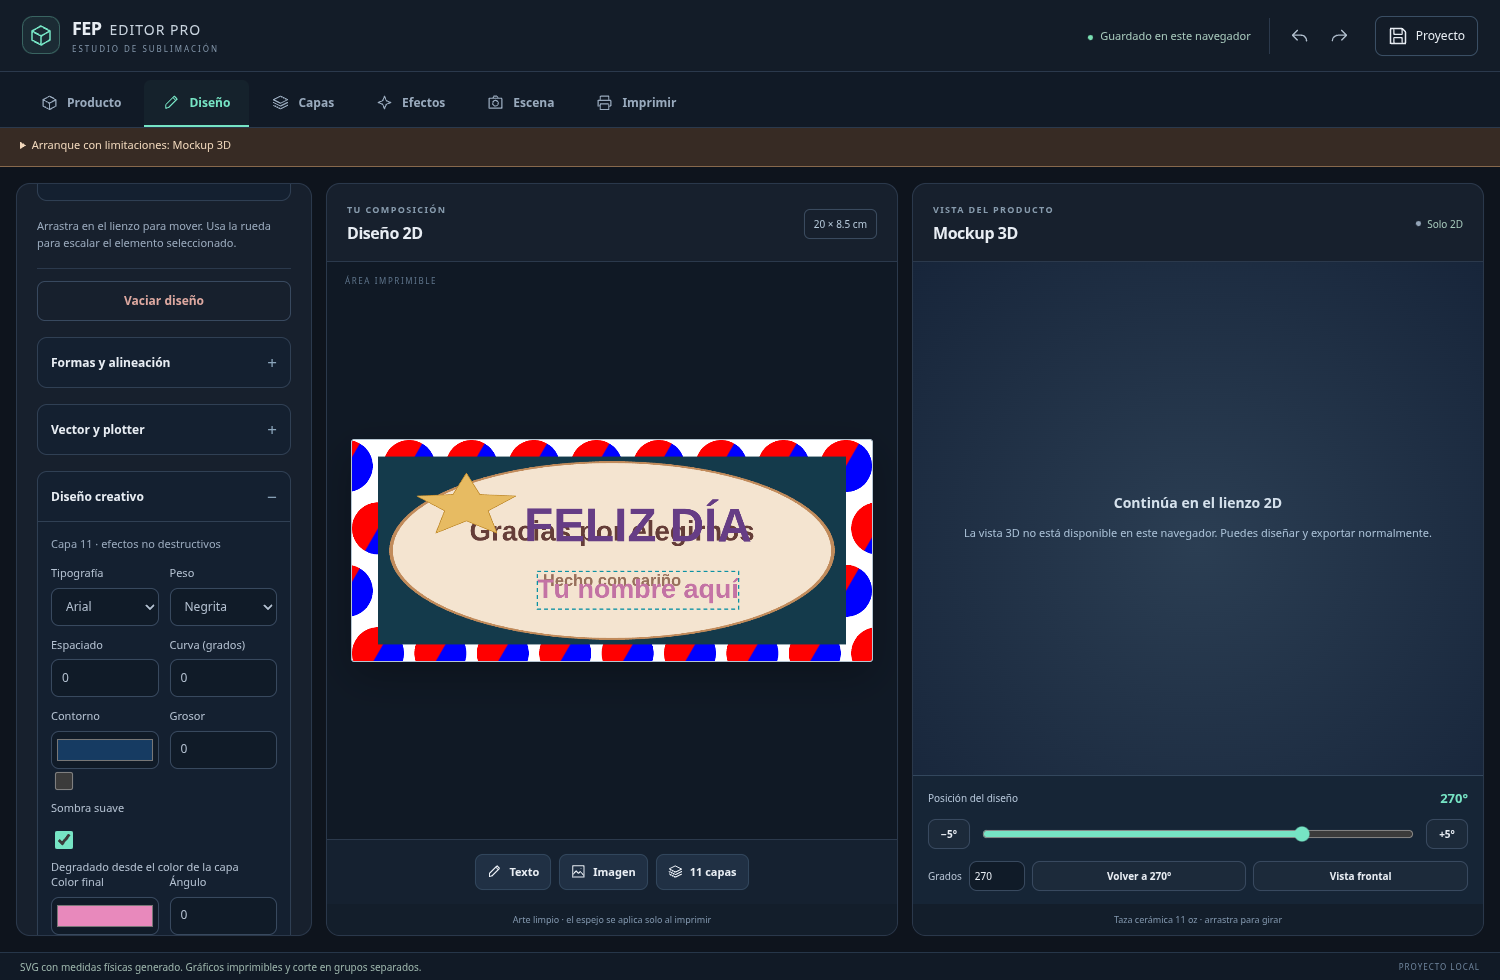 FEP EDITOR PRO
ESTUDIO DE SUBLIMACIÓN
Guardado en este navegador
Proyecto
Producto
Diseño
Capas
Efectos
Escena
Imprimir
Arranque con limitaciones: Mockup 3D
Arrastra en el lienzo para mover. Usa la rueda
para escalar el elemento seleccionado.
Vaciar diseño
Formas y alineación +
Vector y plotter +
Diseño creativo −
Capa 11 · efectos no destructivos
Tipografía Peso
Arial Negrita
Espaciado Curva (grados)
0 0
Contorno Grosor
0
Sombra suave
Degradado desde el color de la capa
Color final Ángulo
0
TU COMPOSICIÓN
Diseño 2D
20 × 8.5 cm
ÁREA IMPRIMIBLE
FELIZ DÍA
Gracias por elegirnos
Hecho con cariño
Tu nombre aquí
Texto
Imagen
11 capas
Arte limpio · el espejo se aplica solo al imprimir
VISTA DEL PRODUCTO
Mockup 3D
Solo 2D
Continúa en el lienzo 2D
La vista 3D no está disponible en este navegador. Puedes diseñar y exportar normalmente.
Posición del diseño 270°
−5° +5°
Grados 270 Volver a 270° Vista frontal
Taza cerámica 11 oz · arrastra para girar
SVG con medidas físicas generado. Gráficos imprimibles y corte en grupos separados.
PROYECTO LOCAL